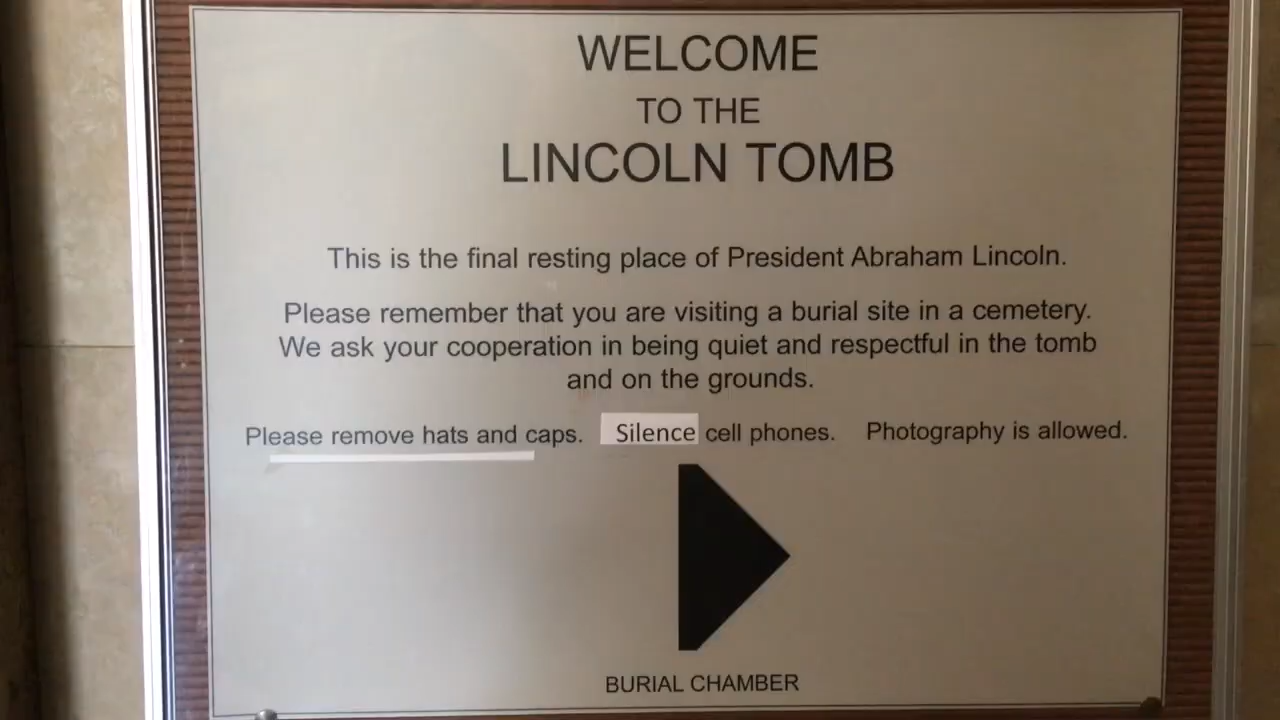 WELCOME
TO THE
LINCOLN TOMB
This is the final resting place of President Abraham Lincoln.
Please remember that you are visiting a burial site in a cemetery.
We ask your cooperation in being quiet and respectful in the tomb
and on the grounds.
Please remove hats and caps. Silence cell phones. Photography is allowed.
BURIAL CHAMBER